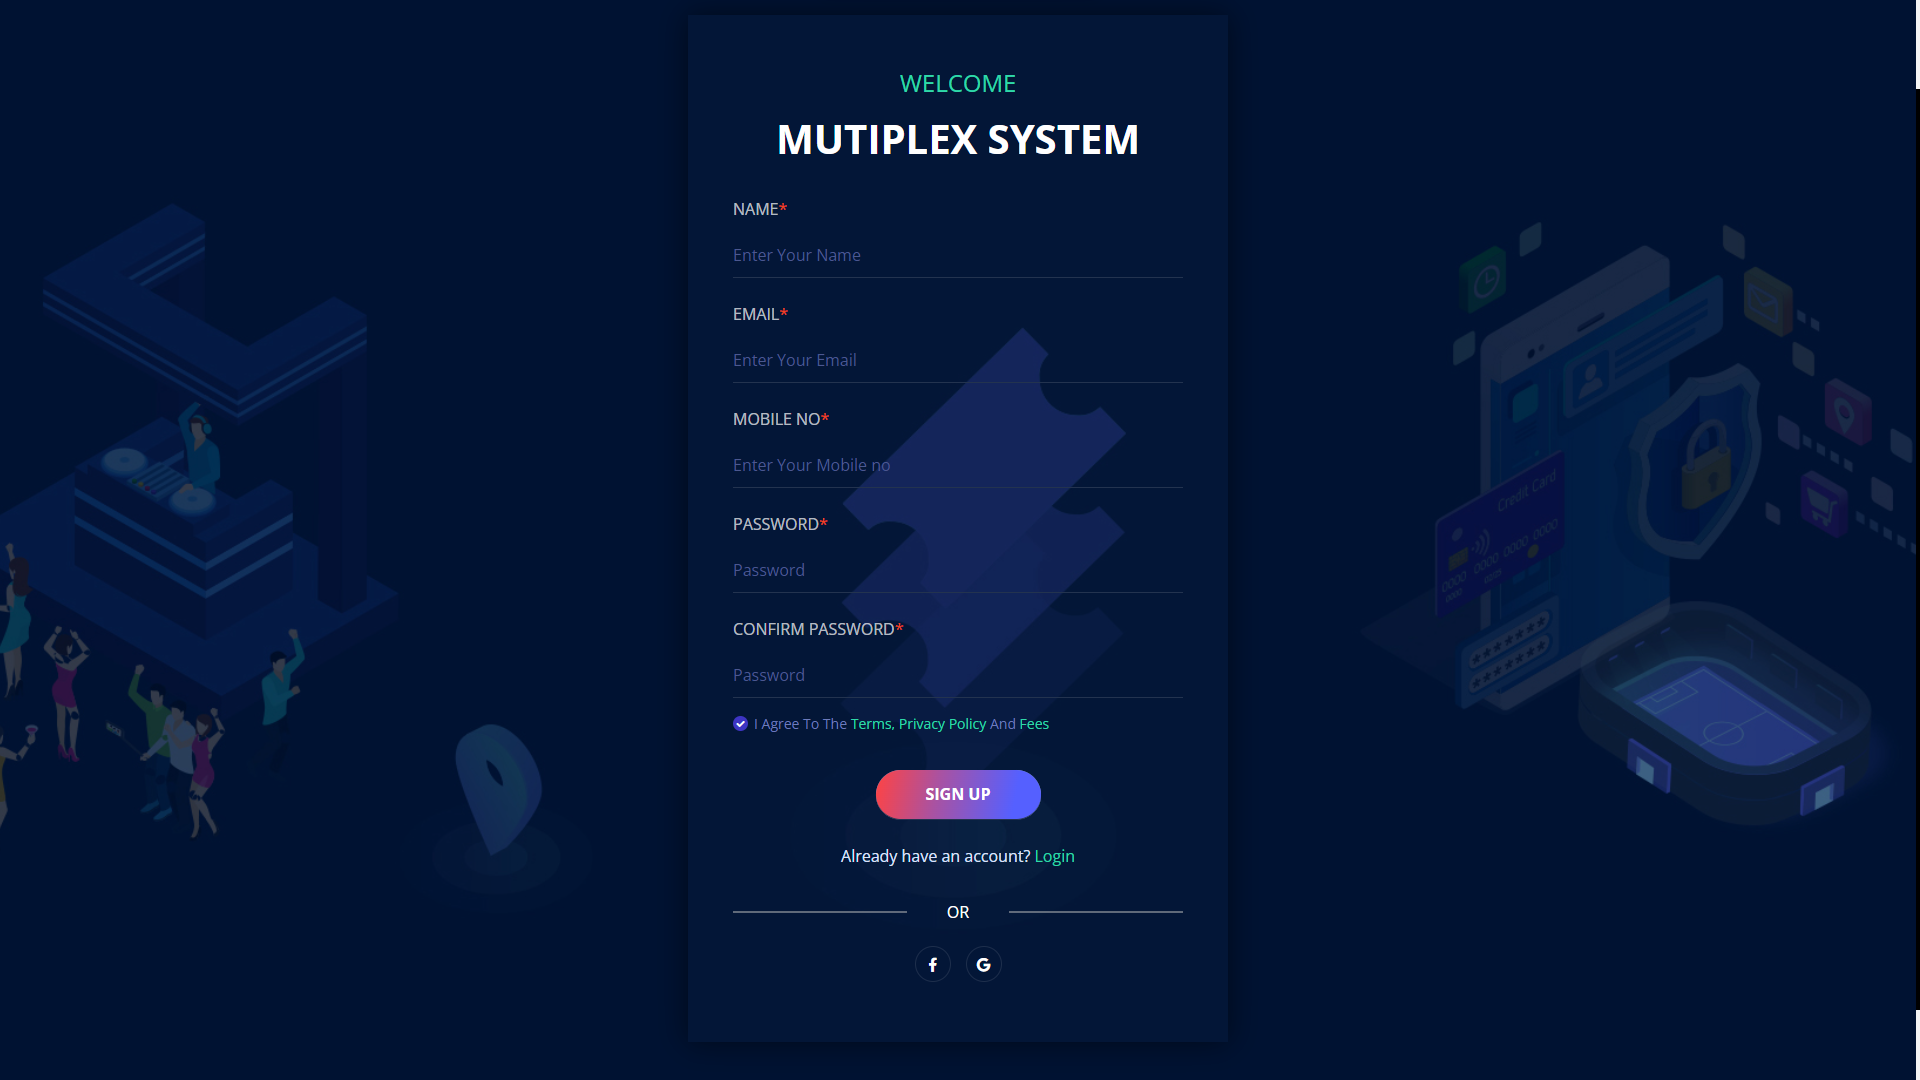 WELCOME
MUTIPLEX SYSTEM
NAME*
Enter Your Name
EMAIL*
Enter Your Email
MOBILE NO*
Enter Your Mobile no
PASSWORD*
Password
CONFIRM PASSWORD*
Password
I Agree To The Terms, Privacy Policy And Fees
SIGN UP
Already have an account? Login
OR
Credit Card
0000 0000 0000 0000